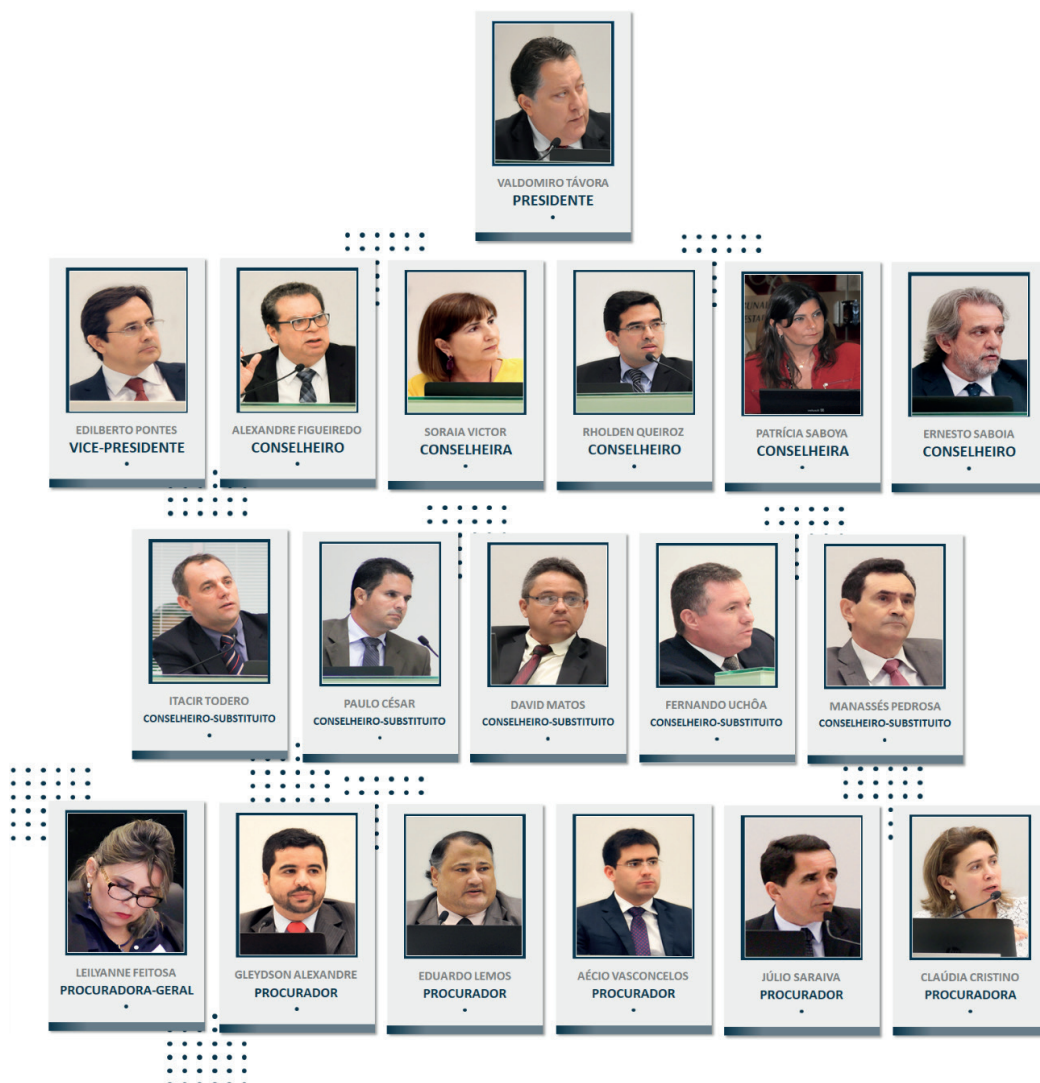 VALDOMIRO TÁVORA
PRESIDENTE
EDILBERTO PONTES
VICE-PRESIDENTE
ALEXANDRE FIGUEIREDO
CONSELHEIRO
SORAIA VICTOR
CONSELHEIRA
RHOLDEN QUEIROZ
CONSELHEIRO
PATRÍCIA SABOYA
CONSELHEIRA
ERNESTO SABOIA
CONSELHEIRO
ITACIR TODERO
CONSELHEIRO-SUBSTITUITO
PAULO CÉSAR
CONSELHEIRO-SUBSTITUITO
DAVID MATOS
CONSELHEIRO-SUBSTITUITO
FERNANDO UCHÔA
CONSELHEIRO-SUBSTITUITO
MANASSÉS PEDROSA
CONSELHEIRO-SUBSTITUITO
LEILYANNE FEITOSA
PROCURADORA-GERAL
GLEYDSON ALEXANDRE
PROCURADOR
EDUARDO LEMOS
PROCURADOR
AÉCIO VASCONCELOS
PROCURADOR
JÚLIO SARAIVA
PROCURADOR
CLAÚDIA CRISTINO
PROCURADORA